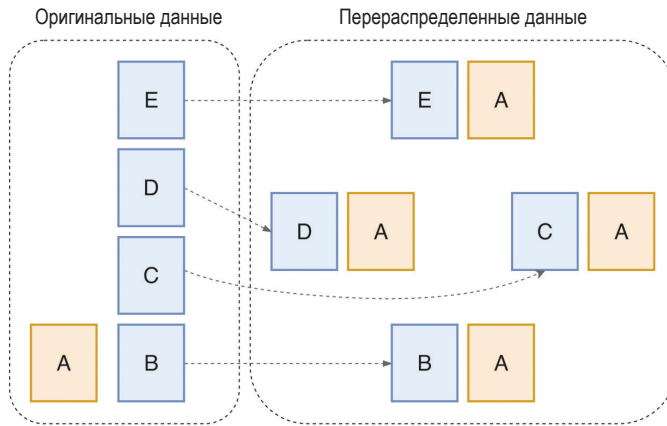 Оригинальные данные
Перераспределенные данные
E
E A
D
D A
C A
C
A B
B A